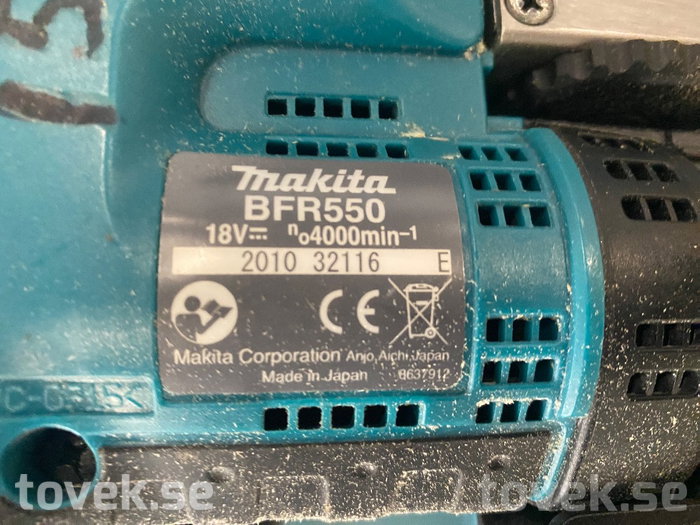 makita
BFR550
18V⎓ n₀4000min⁻¹
2010 32116 E
CE
Makita Corporation Anjo, Aichi, Japan
Made in Japan 8637912
tovek.se tovek.se